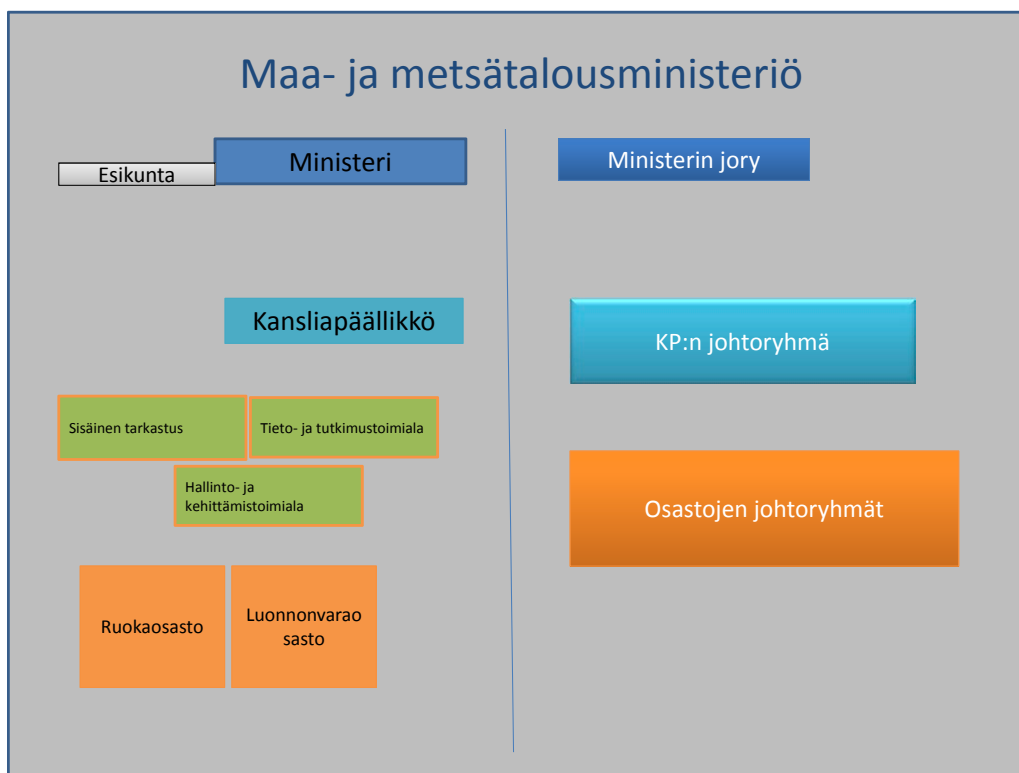 Maa- ja metsätalousministeriö
Ministeri
Esikunta
Kansliapäällikkö
Sisäinen tarkastus
Tieto- ja tutkimustoimiala
Hallinto- ja
kehittämistoimiala
Ruokaosasto
Luonnonvarao
sasto
Ministerin jory
KP:n johtoryhmä
Osastojen johtoryhmät